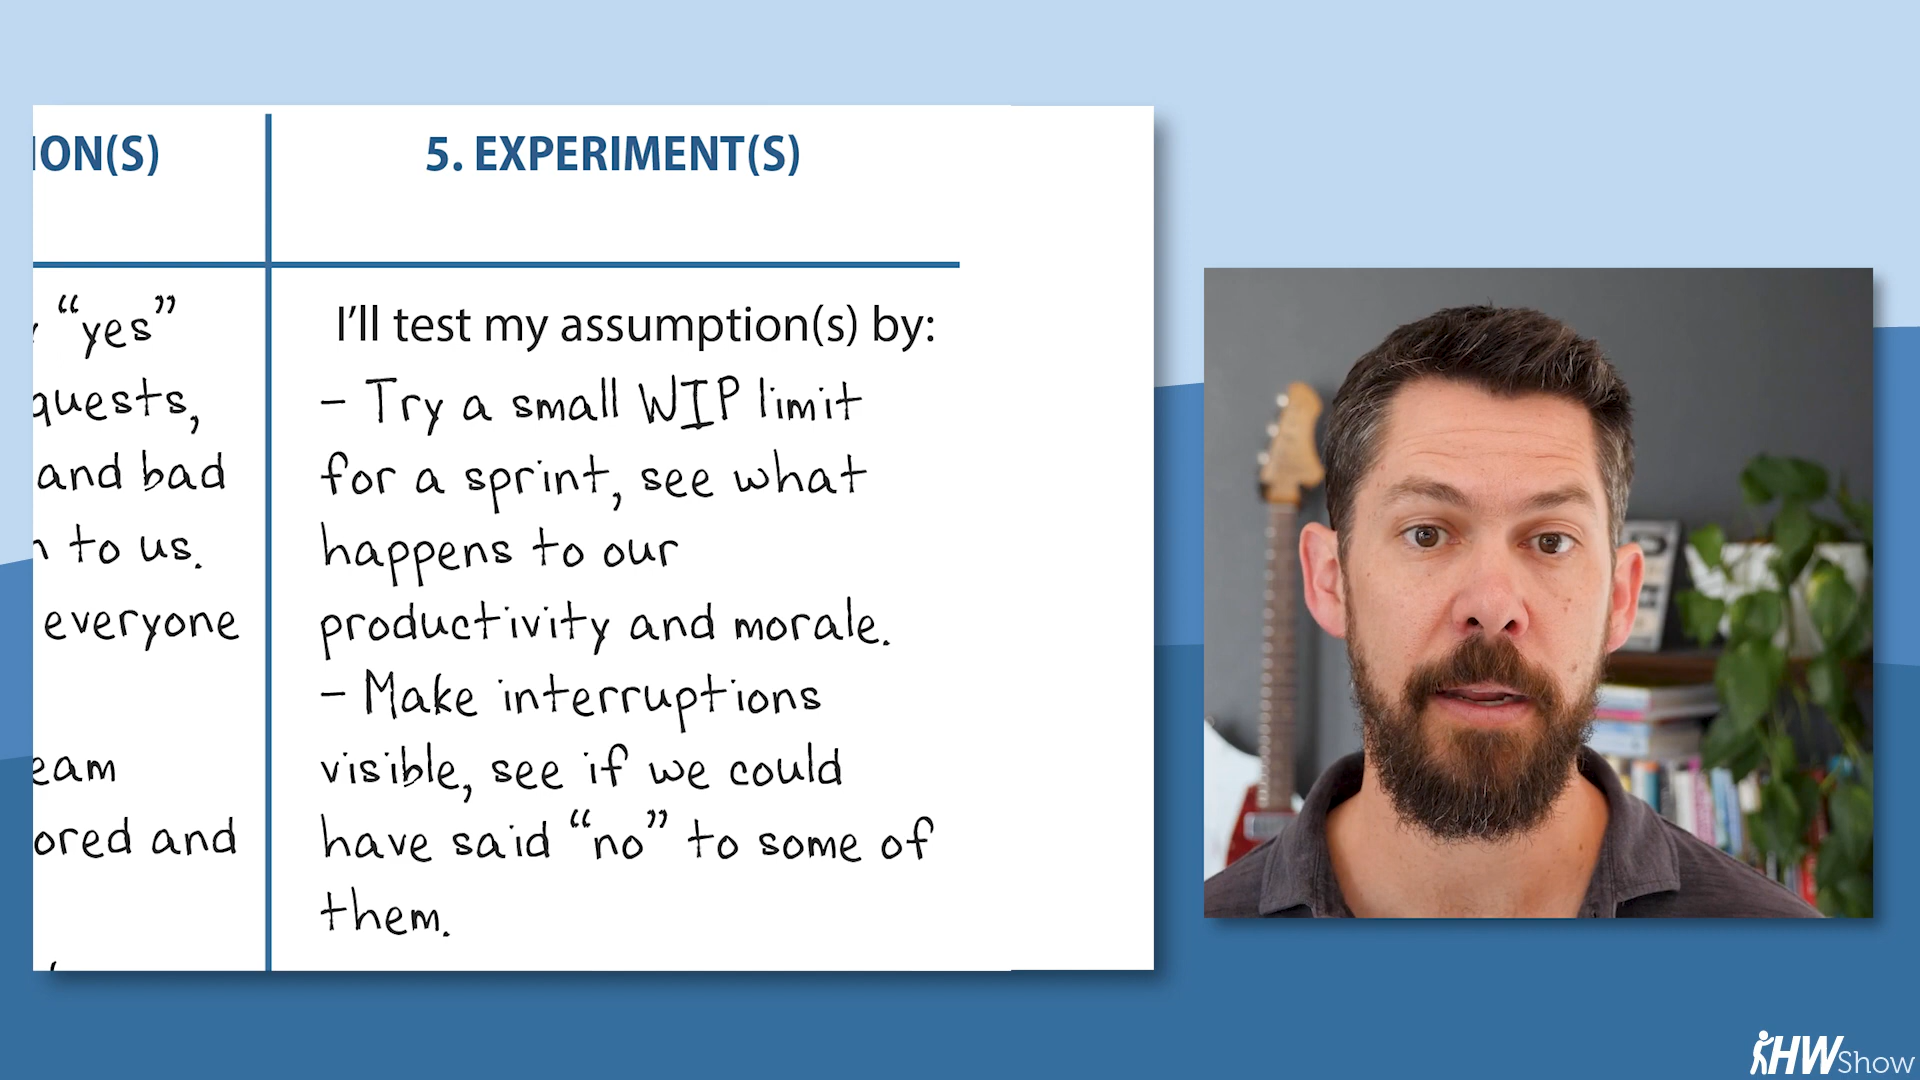 ION(S)
"yes"
quests,
and bad
to us.
everyone
eam
ored and
5. EXPERIMENT(S)
I'll test my assumption(s) by:
- Try a small WIP limit
for a sprint, see what
happens to our
productivity and morale.
- Make interruptions
visible, see if we could
have said "no" to some of
them.
HWShow